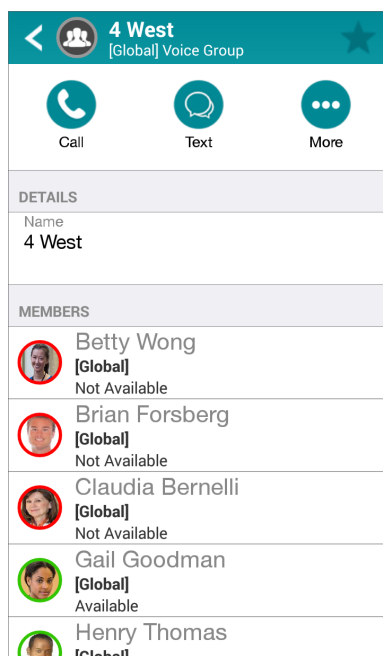 4 West
[Global] Voice Group
Call
Text
More
DETAILS
Name
4 West
MEMBERS
Betty Wong
[Global]
Not Available
Brian Forsberg
[Global]
Not Available
Claudia Bernelli
[Global]
Not Available
Gail Goodman
[Global]
Available
Henry Thomas
[Global]